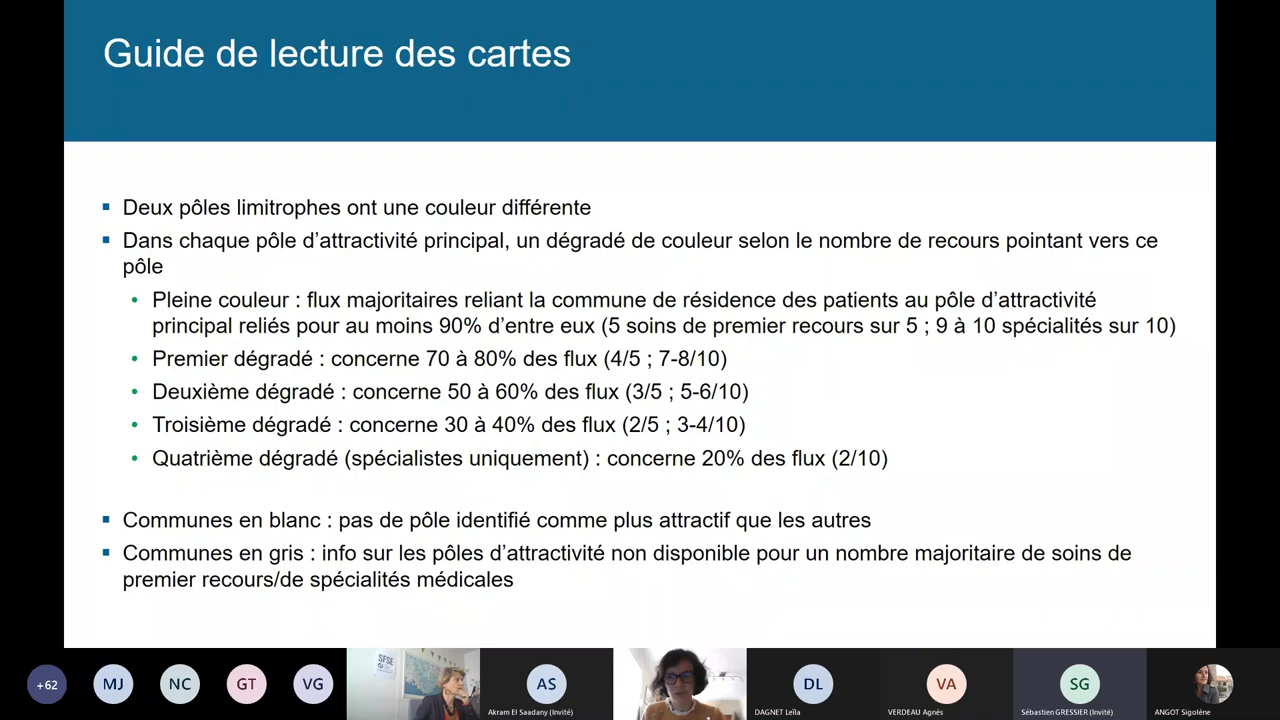 Guide de lecture des cartes
Deux pôles limitrophes ont une couleur différente
Dans chaque pôle d’attractivité principal, un dégradé de couleur selon le nombre de recours pointant vers ce
pôle
Pleine couleur : flux majoritaires reliant la commune de résidence des patients au pôle d’attractivité
principal reliés pour au moins 90% d’entre eux (5 soins de premier recours sur 5 ; 9 à 10 spécialités sur 10)
Premier dégradé : concerne 70 à 80% des flux (4/5 ; 7-8/10)
Deuxième dégradé : concerne 50 à 60% des flux (3/5 ; 5-6/10)
Troisième dégradé : concerne 30 à 40% des flux (2/5 ; 3-4/10)
Quatrième dégradé (spécialistes uniquement) : concerne 20% des flux (2/10)
Communes en blanc : pas de pôle identifié comme plus attractif que les autres
Communes en gris : info sur les pôles d’attractivité non disponible pour un nombre majoritaire de soins de
premier recours/de spécialités médicales
+62
MJ
NC
GT
VG
SFSE
AS
Akram El Saadany (Invité)
DL
DAGNET Leïla
VA
VERDEAU Agnès
SG
Sébastien GRESSIER (Invité)
ANGOT Sigolène